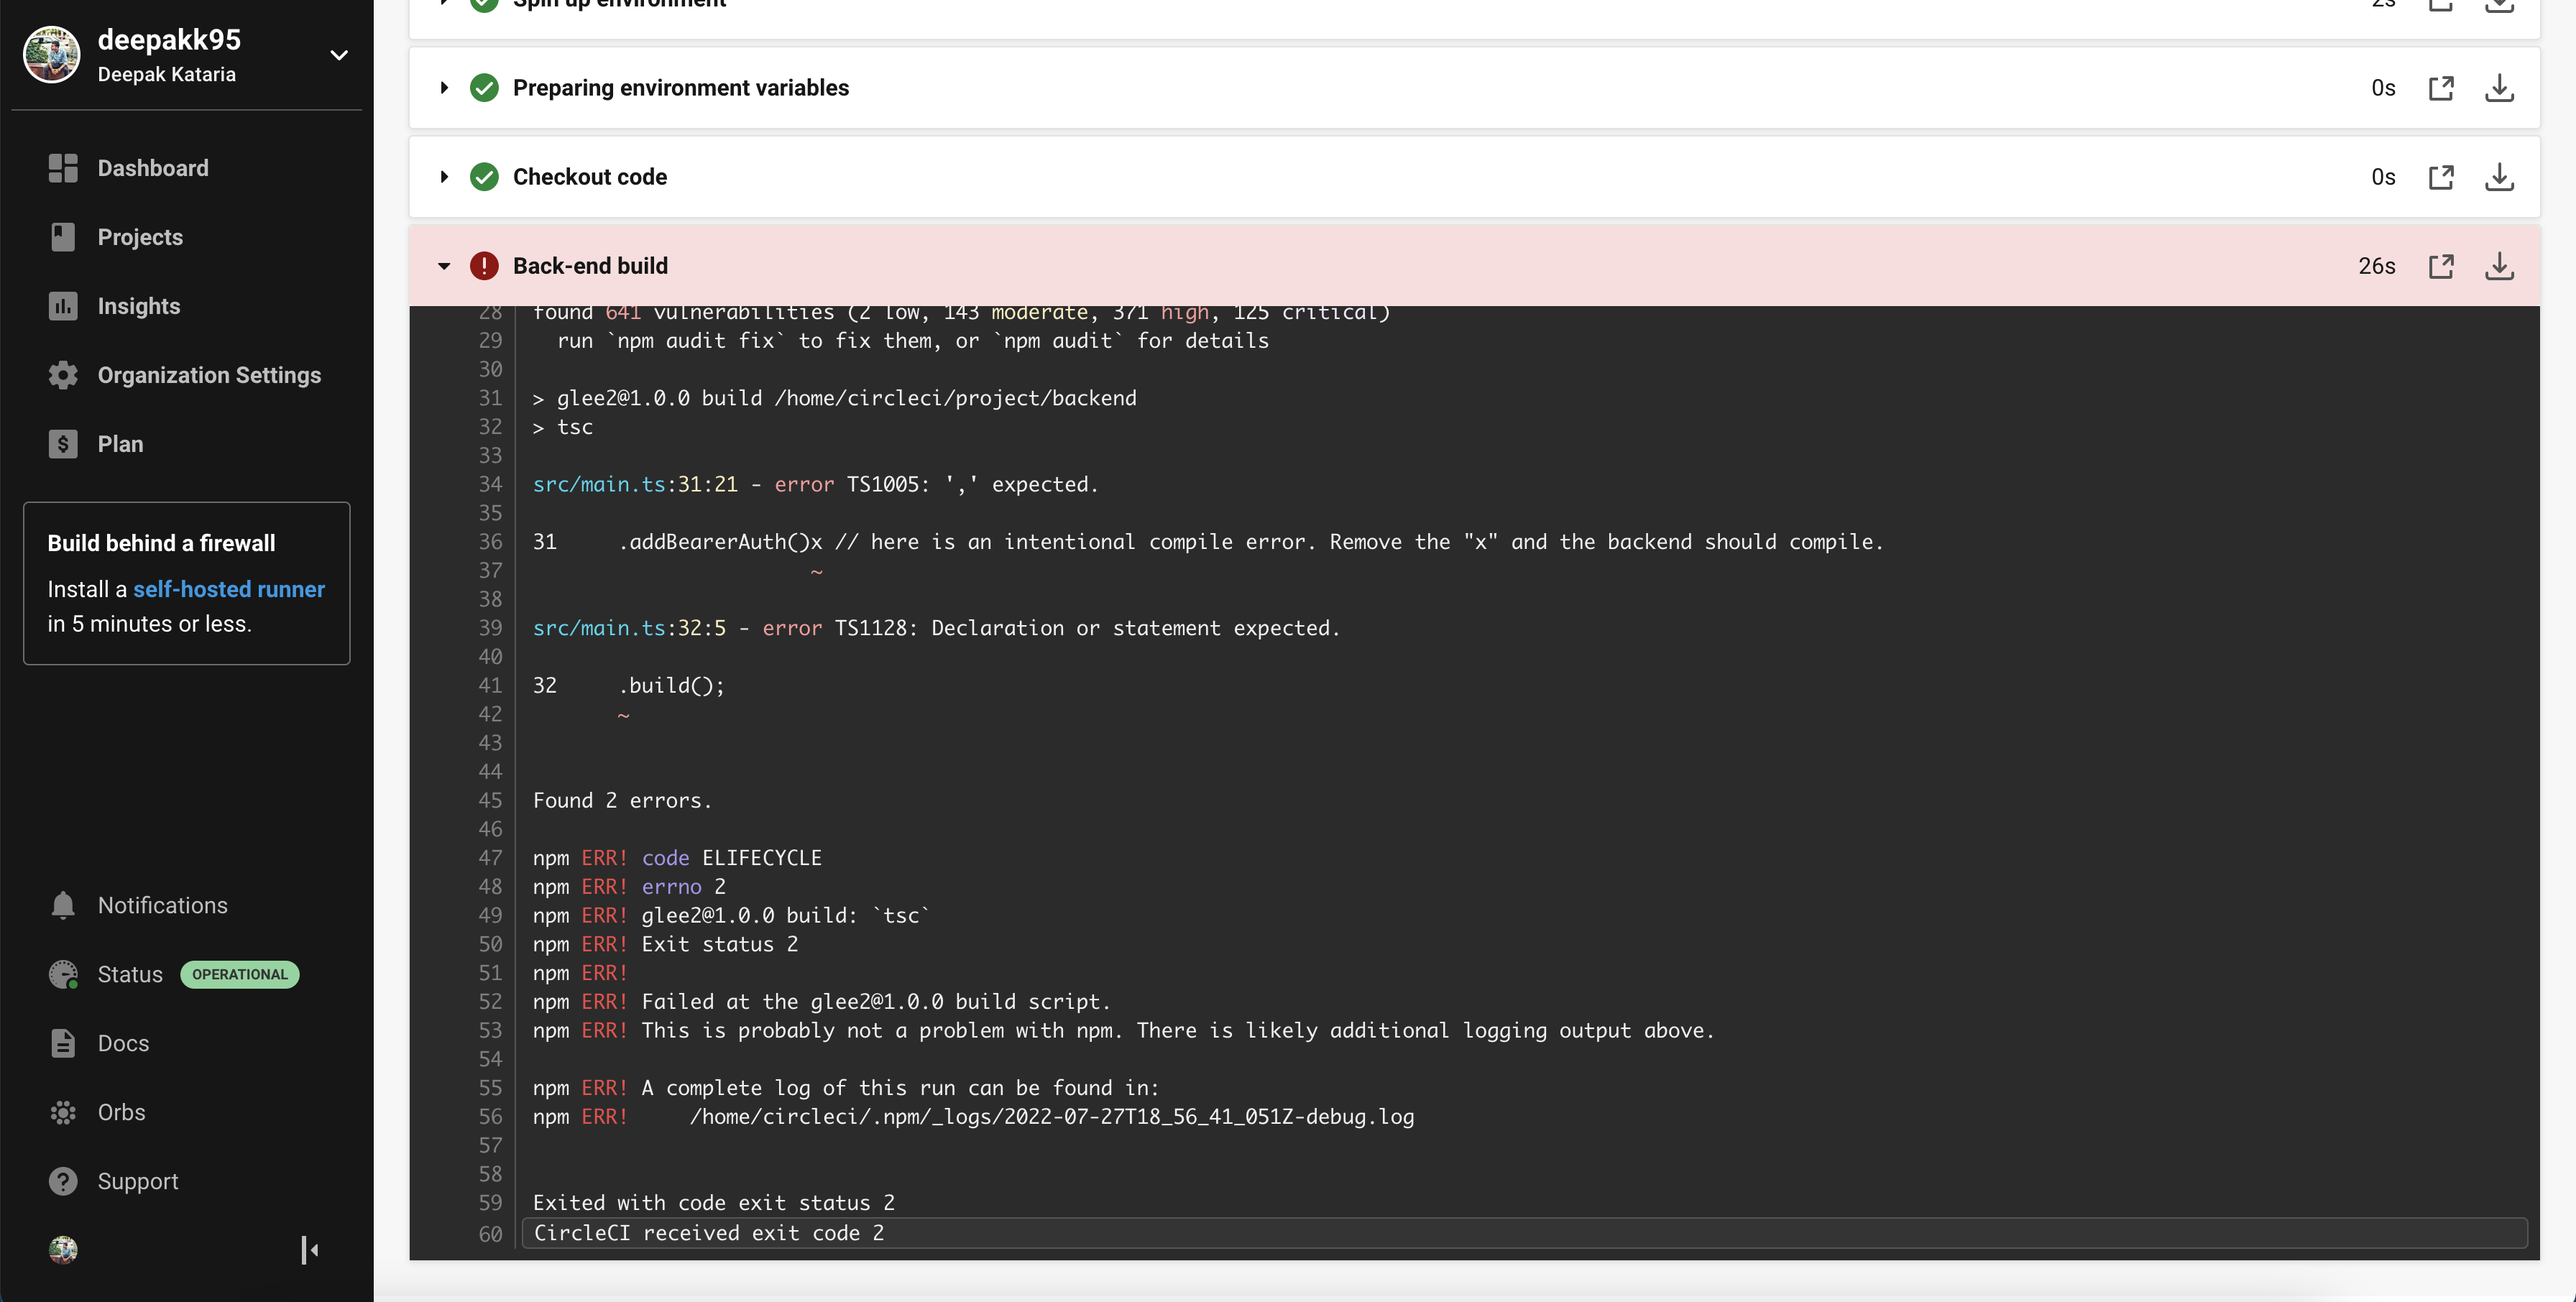 deepakk95
Deepak Kataria
Dashboard
Projects
Insights
Organization Settings
Plan
Build behind a firewall
Install a self-hosted runner
in 5 minutes or less.
Notifications
Status OPERATIONAL
Docs
Orbs
Support
Spin up environment 2s
Preparing environment variables 0s
Checkout code 0s
Back-end build 26s
28 found 641 vulnerabilities (2 low, 143 moderate, 371 high, 125 critical)
29 run `npm audit fix` to fix them, or `npm audit` for details
30
31 > glee2@1.0.0 build /home/circleci/project/backend
32 > tsc
33
34 src/main.ts:31:21 - error TS1005: ',' expected.
35
36 31 .addBearerAuth()x // here is an intentional compile error. Remove the "x" and the backend should compile.
37 ~
38
39 src/main.ts:32:5 - error TS1128: Declaration or statement expected.
40
41 32 .build();
42 ~
43
44
45 Found 2 errors.
46
47 npm ERR! code ELIFECYCLE
48 npm ERR! errno 2
49 npm ERR! glee2@1.0.0 build: `tsc`
50 npm ERR! Exit status 2
51 npm ERR!
52 npm ERR! Failed at the glee2@1.0.0 build script.
53 npm ERR! This is probably not a problem with npm. There is likely additional logging output above.
54
55 npm ERR! A complete log of this run can be found in:
56 npm ERR! /home/circleci/.npm/_logs/2022-07-27T18_56_41_051Z-debug.log
57
58
59 Exited with code exit status 2
60 CircleCI received exit code 2